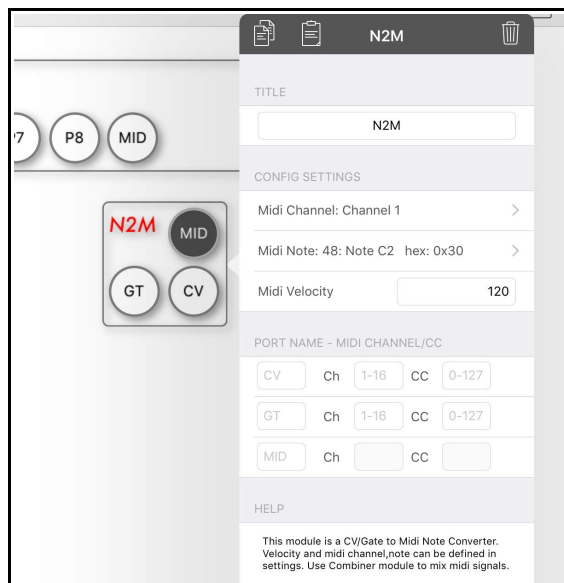 N2M
TITLE
N2M
CONFIG SETTINGS
Midi Channel: Channel 1
Midi Note: 48: Note C2 hex: 0x30
Midi Velocity 120
PORT NAME - MIDI CHANNEL/CC
CV Ch 1-16 CC 0-127
GT Ch 1-16 CC 0-127
MID Ch CC
HELP
This module is a CV/Gate to Midi Note Converter.
Velocity and midi channel,note can be defined in
settings. Use Combiner module to mix midi signals.
P7 P8 MID
N2M MID
GT CV